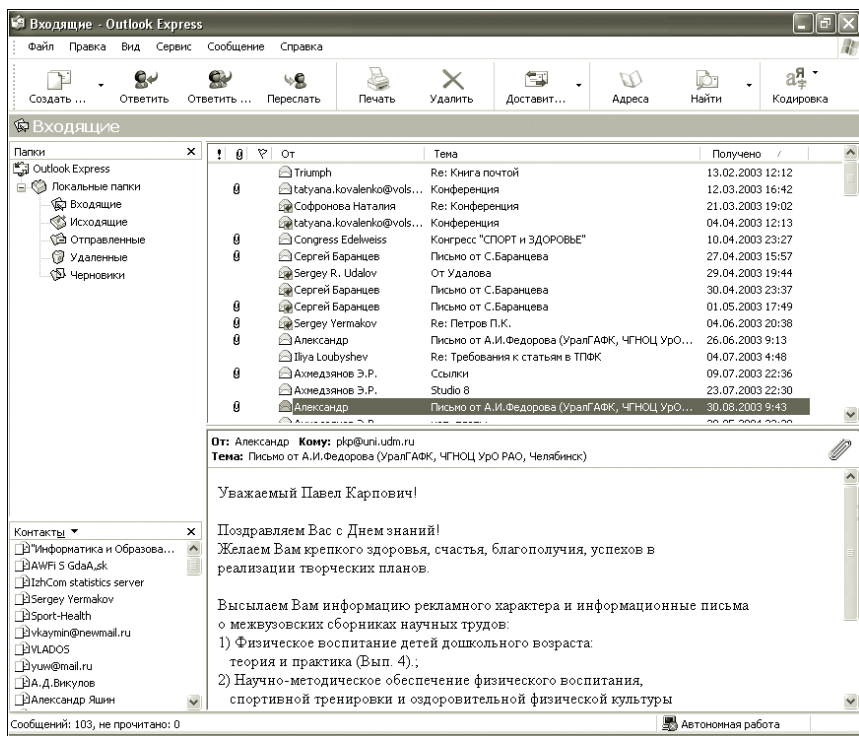 Входящие - Outlook Express
Файл Правка Вид Сервис Сообщение Справка
Создать ... Ответить Ответить ... Переслать Печать Удалить Доставит... Адреса Найти Кодировка
Входящие
Папки
Outlook Express
Локальные папки
Входящие
Исходящие
Отправленные
Удаленные
Черновики
От Тема Получено
Triumph Re: Книга почтой 13.02.2003 12:12
tatyana.kovalenko@vols... Конференция 12.03.2003 16:42
Софронова Наталия Re: Конференция 21.03.2003 19:02
tatyana.kovalenko@vols... Конференция 04.04.2003 12:13
Congress Edelweiss Конгресс "СПОРТ и ЗДОРОВЬЕ" 10.04.2003 23:27
Сергей Баранцев Письмо от С.Баранцева 27.04.2003 15:57
Sergey R. Udalov От Удалова 29.04.2003 19:44
Сергей Баранцев Письмо от С.Баранцева 30.04.2003 23:37
Сергей Баранцев Письмо от С.Баранцева 01.05.2003 17:49
Sergey Yermakov Re: Петров П.К. 04.06.2003 20:38
Александр Письмо от А.И.Федорова (УралГАФК, ЧГНОЦ УрО... 26.06.2003 9:13
Iliya Loubyshev Re: Требования к статьям в ТПФК 04.07.2003 4:48
Ахмедзянов Э.Р. Ссылки 09.07.2003 22:36
Ахмедзянов Э.Р. Studio 8 23.07.2003 22:30
Александр Письмо от А.И.Федорова (УралГАФК, ЧГНОЦ УрО... 30.08.2003 9:43
От: Александр Кому: pkp@uni.udm.ru
Тема: Письмо от А.И.Федорова (УралГАФК, ЧГНОЦ УрО РАО, Челябинск)
Уважаемый Павел Карпович!
Поздравляем Вас с Днем знаний!
Желаем Вам крепкого здоровья, счастья, благополучия, успехов в
реализации творческих планов.
Высылаем Вам информацию рекламного характера и информационные письма
о межвузовских сборниках научных трудов:
1) Физическое воспитание детей дошкольного возраста:
теория и практика (Вып. 4).;
2) Научно-методическое обеспечение физического воспитания,
спортивной тренировки и оздоровительной физической культуры
Контакты
"Информатика и Образова...
AWFi S GdaA,sk
IzhCom statistics server
Sergey Yermakov
Sport-Health
vkaymin@newmail.ru
VLADOS
yuw@mail.ru
А.Д.Викулов
Александр Яшин
Сообщений: 103, не прочитано: 0
Автономная работа